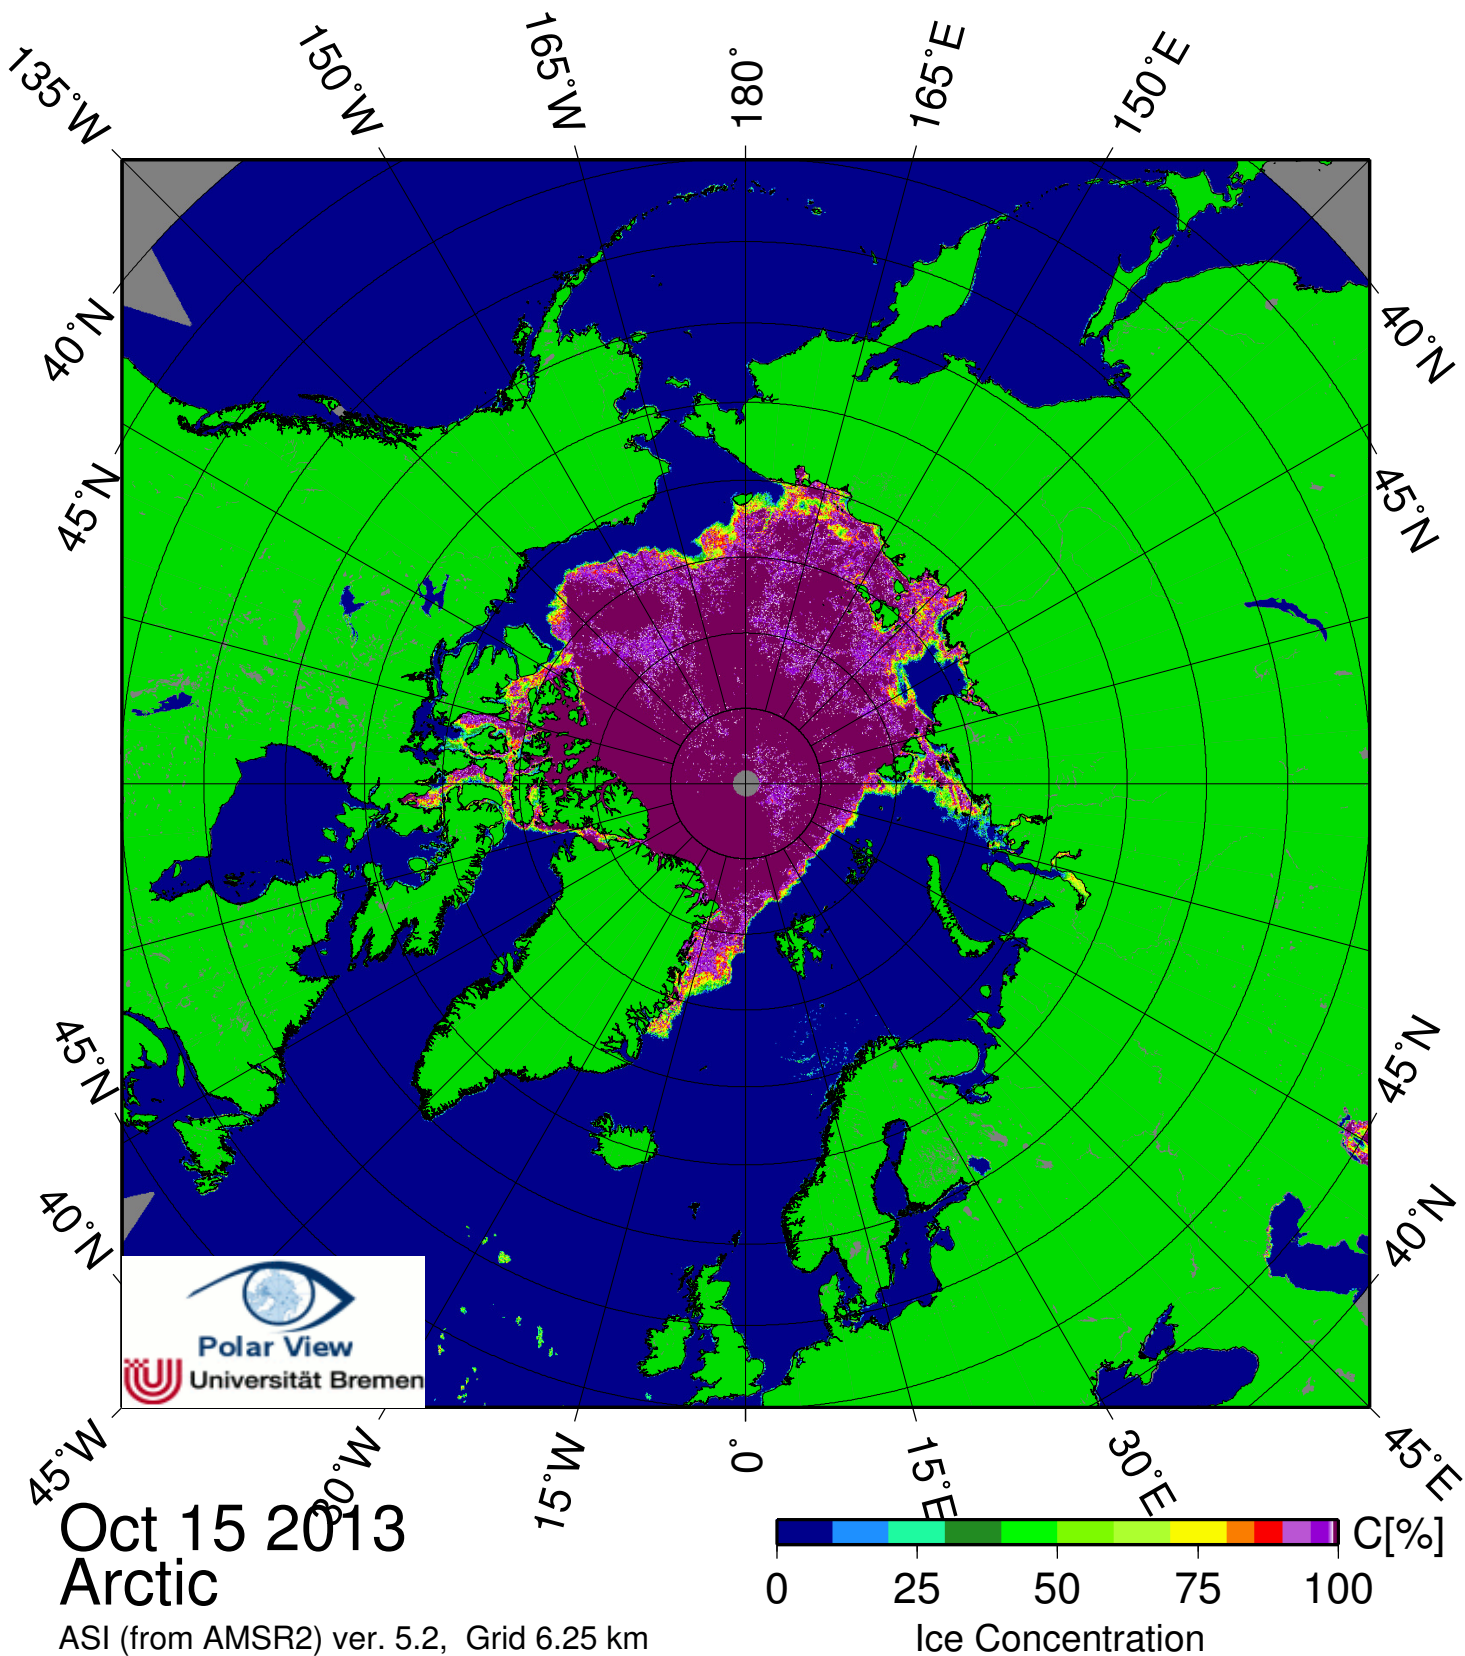 135°W
150°W
165°W
180°
165°E
150°E
40°N
40°N
45°N
45°N
45°N
45°N
40°N
40°N
Polar View
Universität Bremen
45°W
30°W
15°W
0°
15°E
30°E
45°E
Oct 15 2013
Arctic
ASI (from AMSR2) ver. 5.2, Grid 6.25 km
C[%]
0 25 50 75 100
Ice Concentration